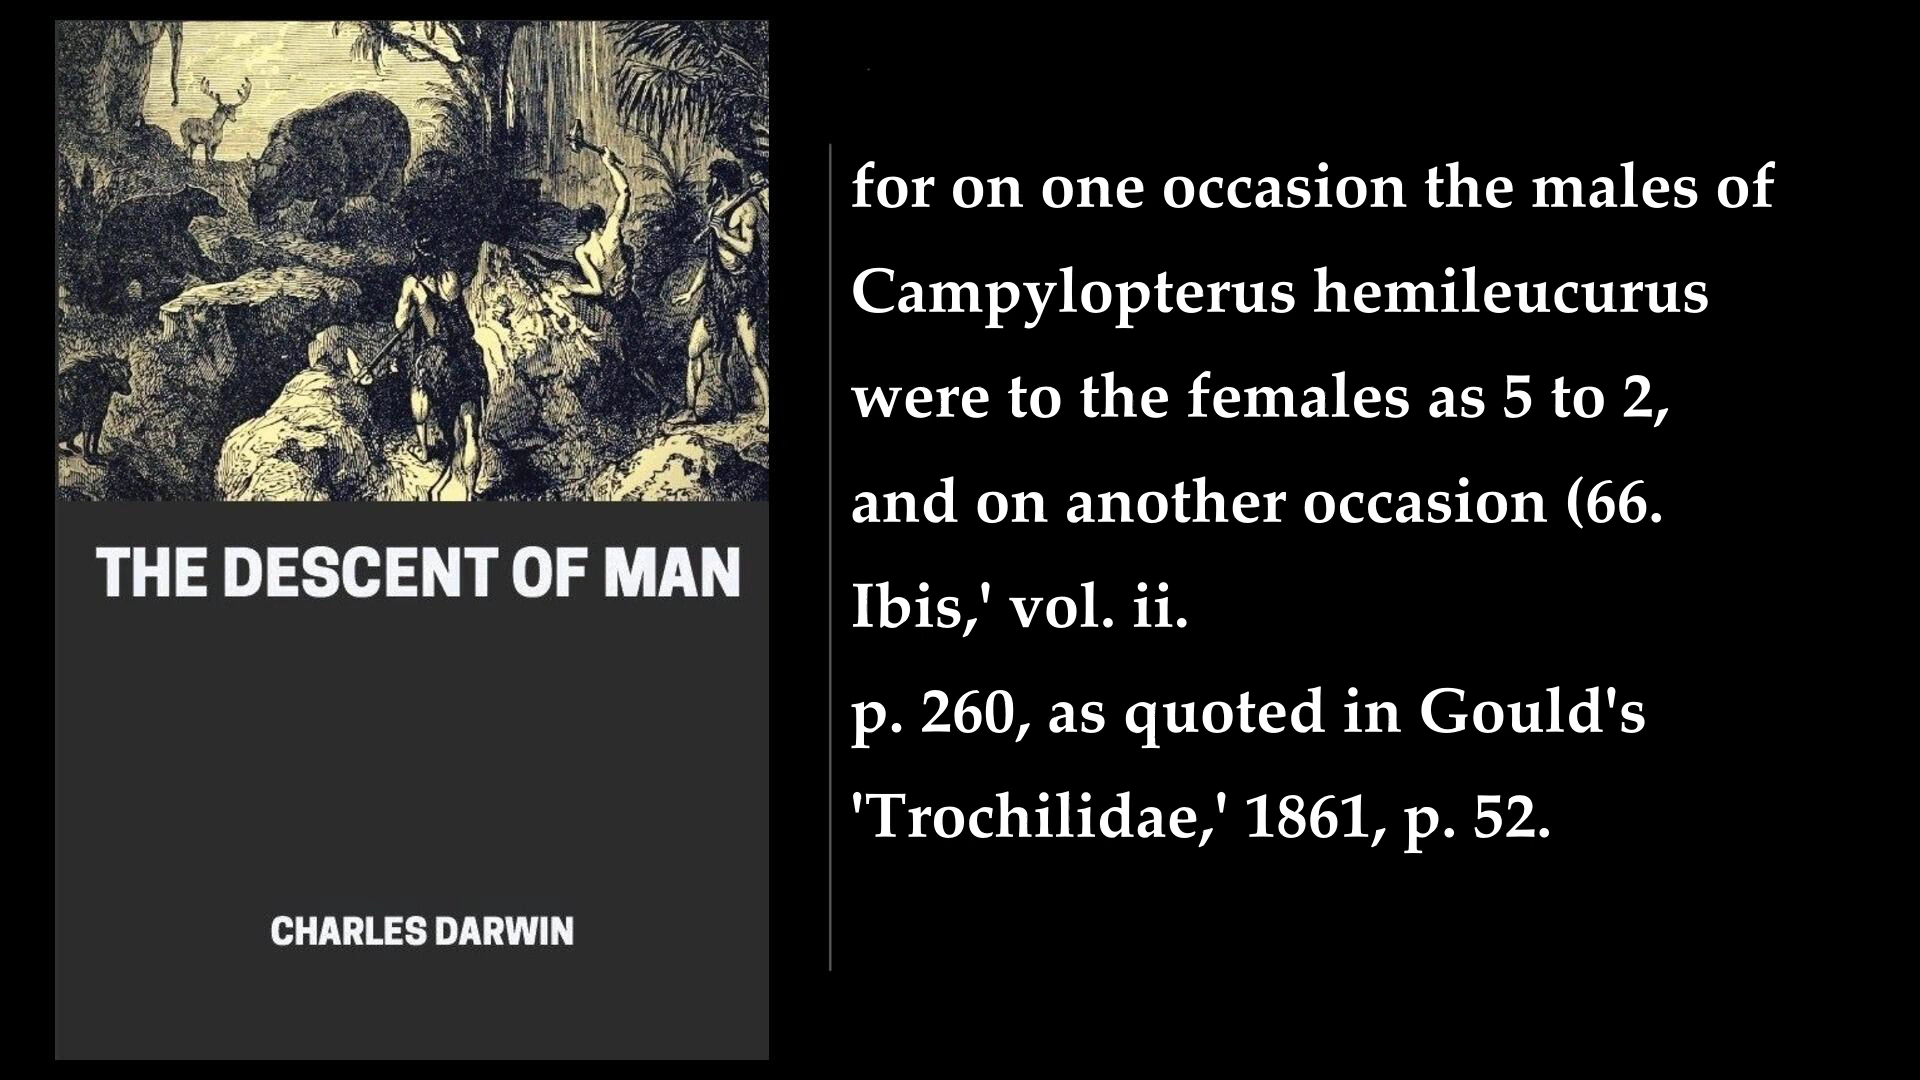 THE DESCENT OF MAN
CHARLES DARWIN
for on one occasion the males of
Campylopterus hemileucurus
were to the females as 5 to 2,
and on another occasion (66.
Ibis,' vol. ii.
p. 260, as quoted in Gould's
'Trochilidae,' 1861, p. 52.